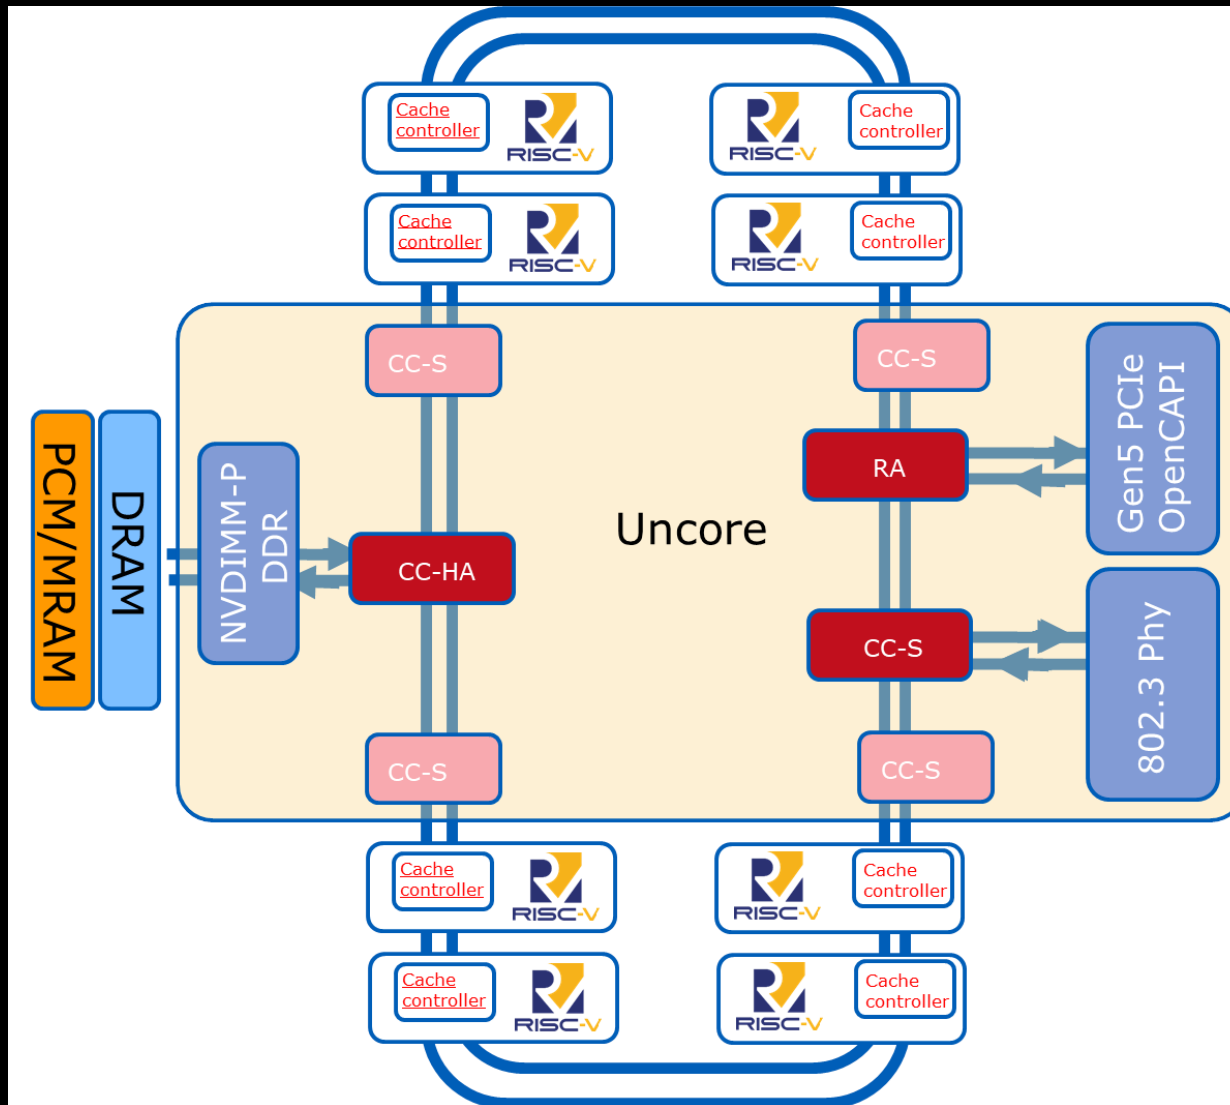 Cache
controller
RISC-V
RISC-V
Cache
controller
Cache
controller
RISC-V
RISC-V
Cache
controller
CC-S
CC-S
PCM/MRAM
DRAM
NVDIMM-P
DDR
CC-HA
Uncore
RA
Gen5 PCIe
OpenCAPI
CC-S
802.3 Phy
CC-S
CC-S
Cache
controller
RISC-V
RISC-V
Cache
controller
Cache
controller
RISC-V
RISC-V
Cache
controller